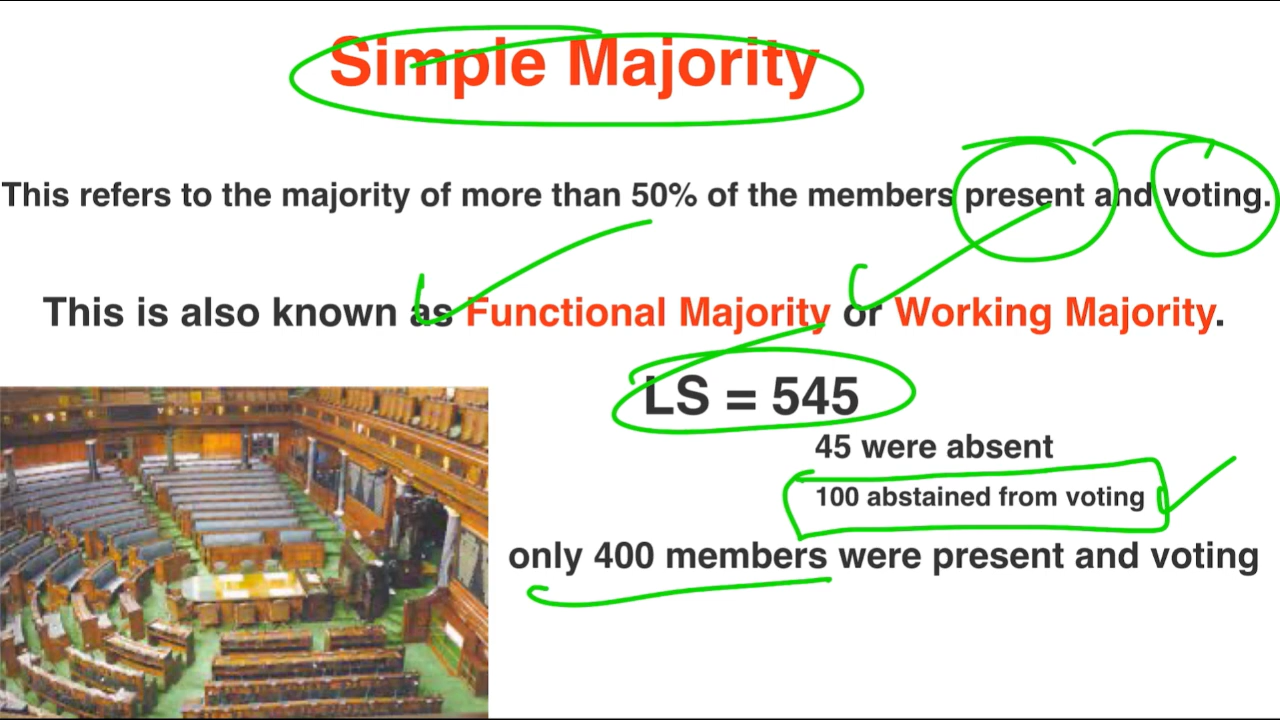 Simple Majority
This refers to the majority of more than 50% of the members present and voting.
This is also known as Functional Majority or Working Majority.
LS = 545
45 were absent
100 abstained from voting
only 400 members were present and voting